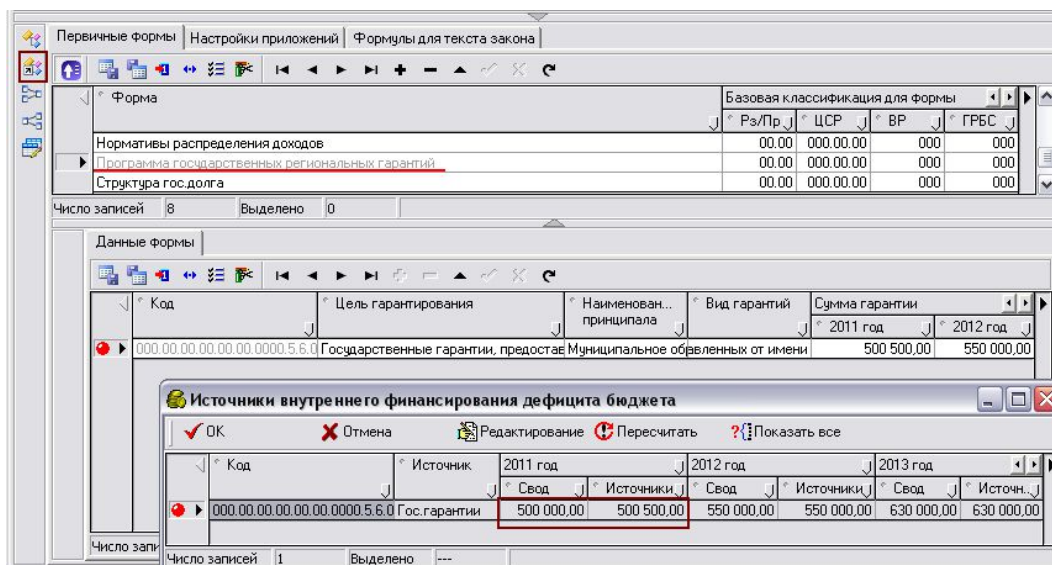 Первичные формы Настройки приложений Формулы для текста закона
Форма Базовая классификация для формы
Рз/Пр ЦСР ВР ГРБС
Нормативы распределения доходов 00.00 000.00.00 000 000
Программа государственных региональных гарантий 00.00 000.00.00 000 000
Структура гос.долга 00.00 000.00.00 000 000
Число записей 8 Выделено 0
Данные формы
Код Цель гарантирования Наименован... принципала Вид гарантий Сумма гарантии
2011 год 2012 год
000.00.00.00.00.00.0000.5.6.0 Государственные гарантии, предостав Муниципальное об авленных от имени 500 500,00 550 000,00
Источники внутреннего финансирования дефицита бюджета
OK Отмена Редактирование Пересчитать Показать все
Код Источник 2011 год 2012 год 2013 год
Свод Источники Свод Источники Свод Источн...
000.00.00.00.00.00.0000.5.6.0 Гос.гарантии 500 000,00 500 500,00 550 000,00 550 000,00 630 000,00 630 000,00
Число запи
Число записей 1 Выделено ---